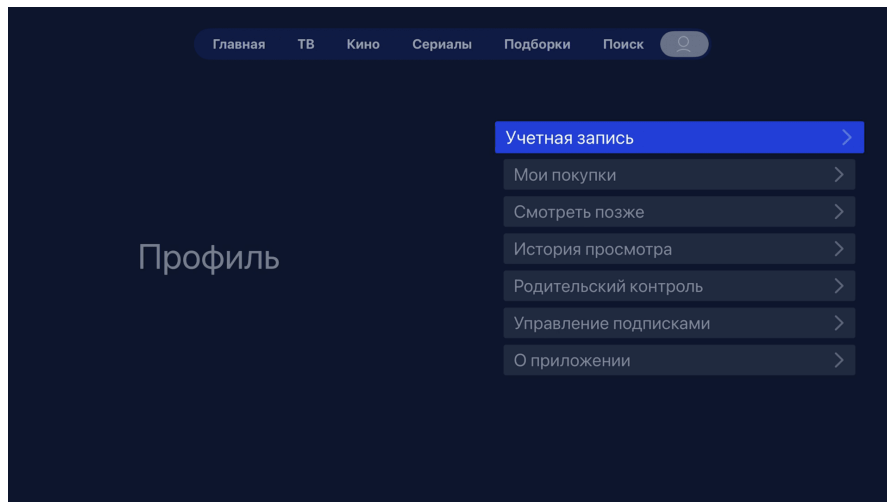 Главная ТВ Кино Сериалы Подборки Поиск
Профиль
Учетная запись
Мои покупки
Смотреть позже
История просмотра
Родительский контроль
Управление подписками
О приложении